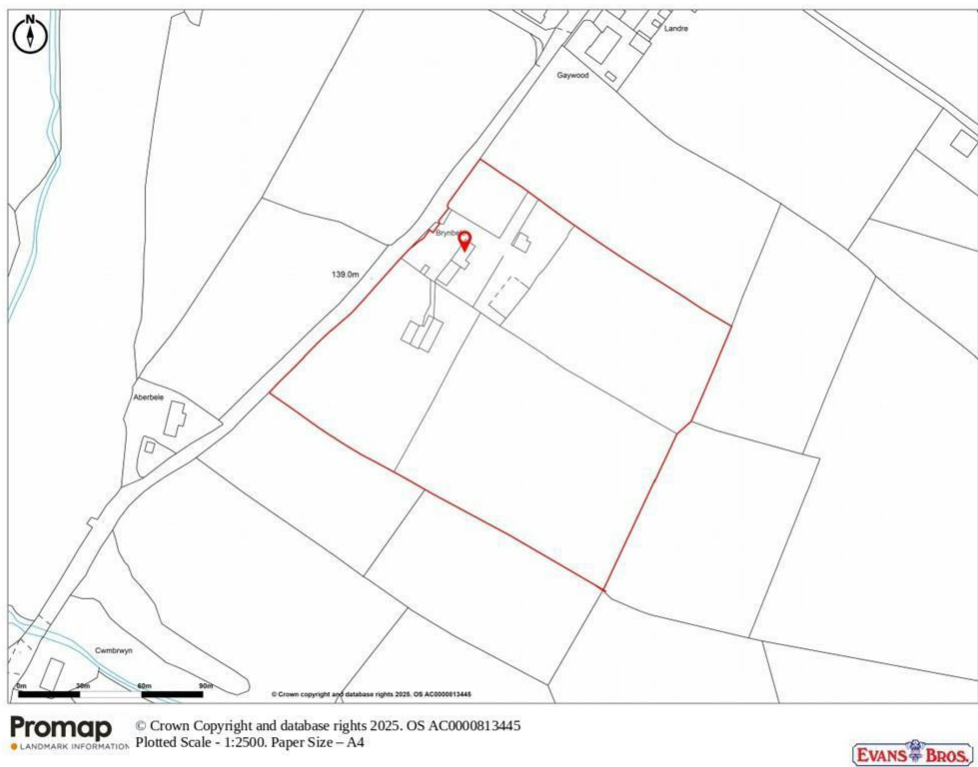 N
Landre
Gaywood
139.0m
Aberbele
Cwmbrwyn
0m 30m 60m 90m
© Crown copyright and database rights 2025. OS AC0000813445
Promap
LANDMARK INFORMATION
© Crown Copyright and database rights 2025. OS AC0000813445
Plotted Scale - 1:2500. Paper Size – A4
EVANS BROS.